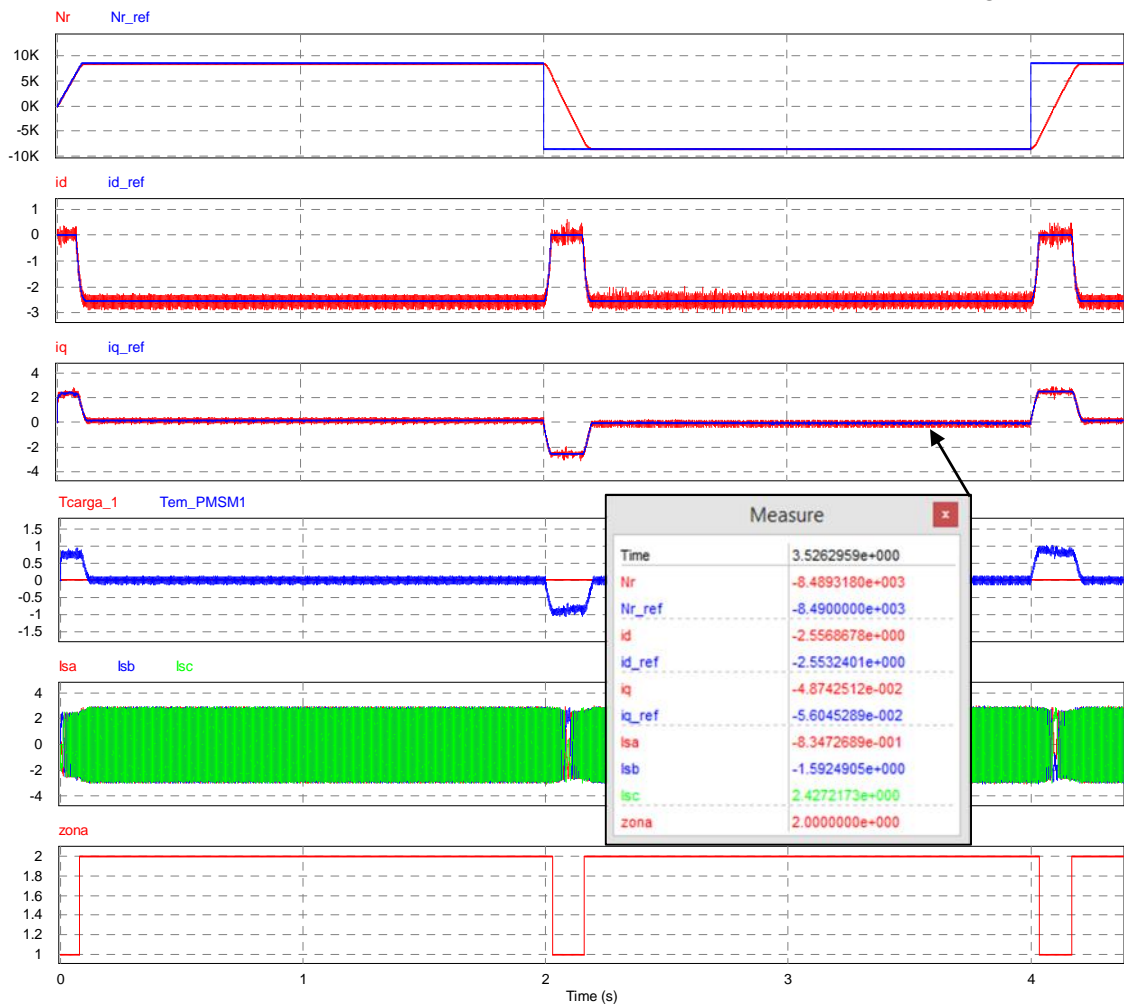 Nr Nr_ref
10K
5K
0K
-5K
-10K
id id_ref
1
0
-1
-2
-3
iq iq_ref
4
2
0
-2
-4
Tcarga_1 Tem_PMSM1
1.5
1
0.5
0
-0.5
-1
-1.5
Isa Isb Isc
4
2
0
-2
-4
Measure x
Time 3.5262959e+000
Nr -8.4893180e+003
Nr_ref -8.4900000e+003
id -2.5568678e+000
id_ref -2.5532401e+000
iq -4.8742512e-002
iq_ref -5.6045289e-002
Isa -8.3472689e-001
Isb -1.5924905e+000
Isc 2.4272173e+000
zona 2.0000000e+000
zona
2
1.8
1.6
1.4
1.2
1
0 1 2 3 4
Time (s)